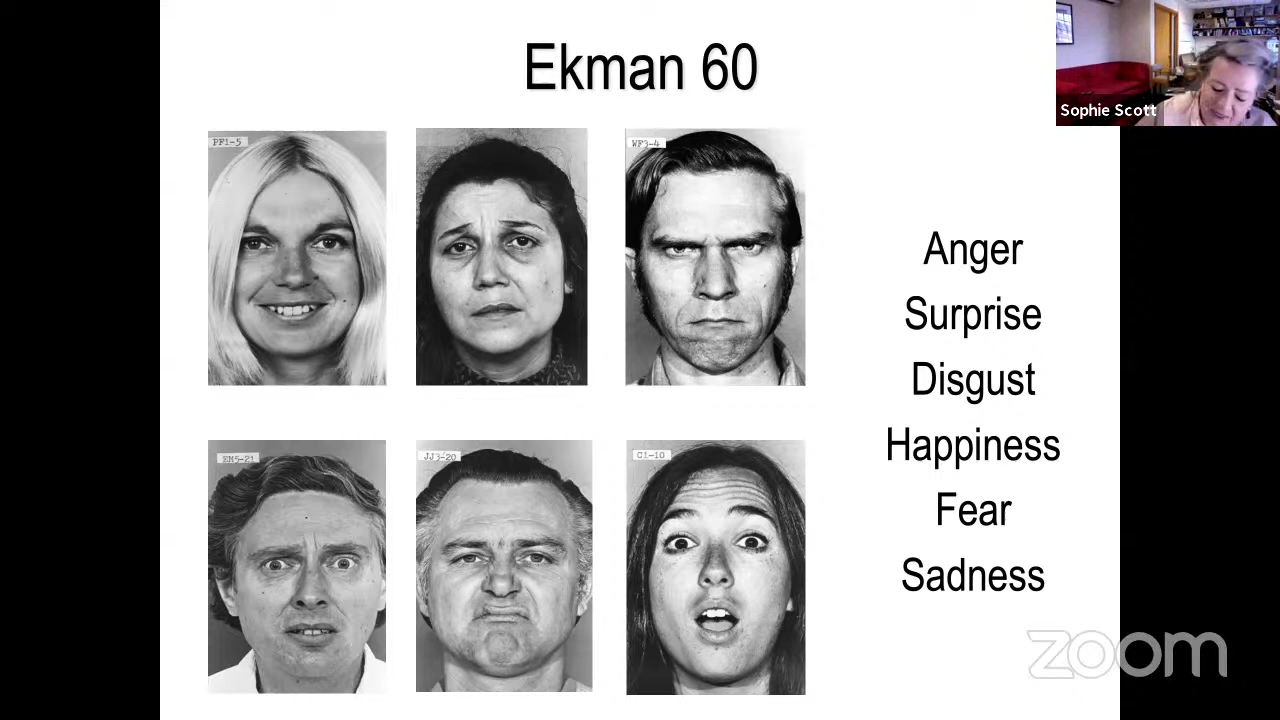 Ekman 60
Sophie Scott
PF1-5
WF3-4
EM5-21
JJ3-20
C1-10
Anger
Surprise
Disgust
Happiness
Fear
Sadness
zoom